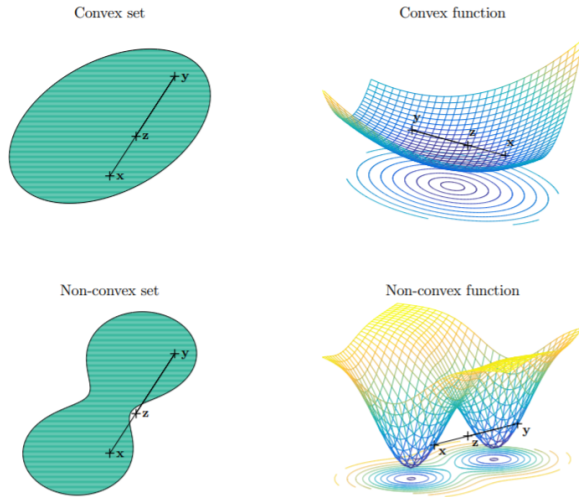 Convex set
Convex function
y
z
x
y
z
x
Non-convex set
Non-convex function
y
z
x
x
z
y